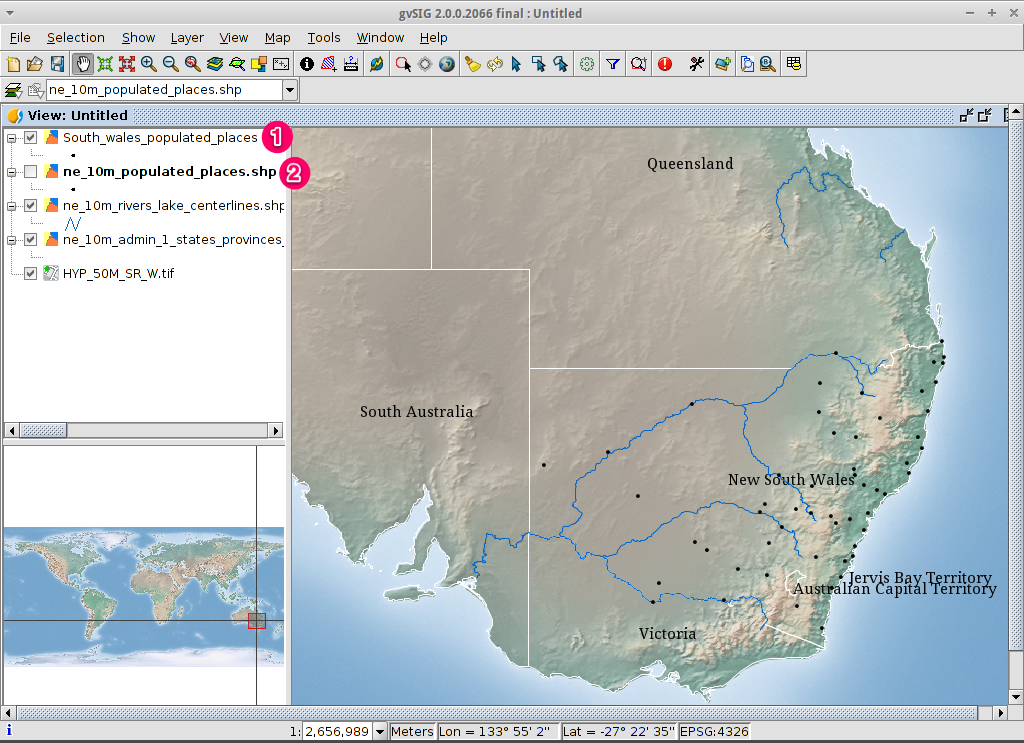 gvSIG 2.0.0.2066 final : Untitled
File Selection Show Layer View Map Tools Window Help
ne_10m_populated_places.shp
View: Untitled
South_wales_populated_places 1
ne_10m_populated_places.shp 2
ne_10m_rivers_lake_centerlines.shp
ne_10m_admin_1_states_provinces_
HYP_50M_SR_W.tif
Queensland
South Australia
New South Wales
Jervis Bay Territory
Australian Capital Territory
Victoria
1: 2,656,989 Meters Lon = 133° 55' 2'' Lat = -27° 22' 35'' EPSG:4326